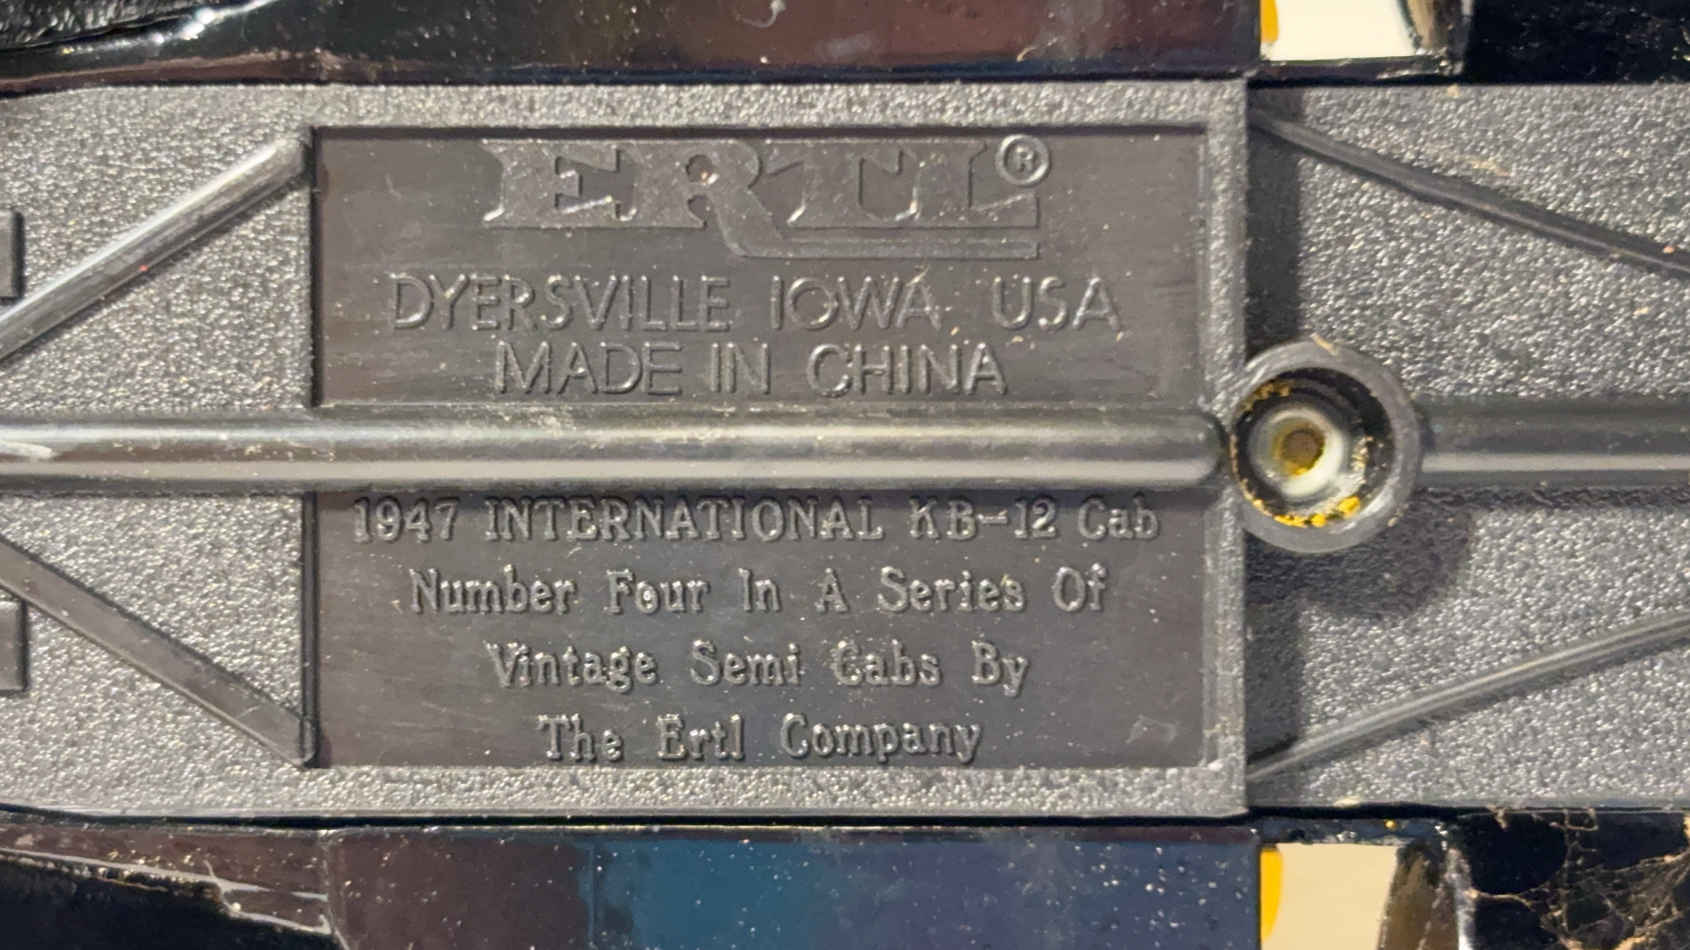 ERTL®
DYERSVILLE IOWA USA
MADE IN CHINA
1947 INTERNATIONAL KB-12 Cab
Number Four In A Series Of
Vintage Semi Cabs By
The Ertl Company